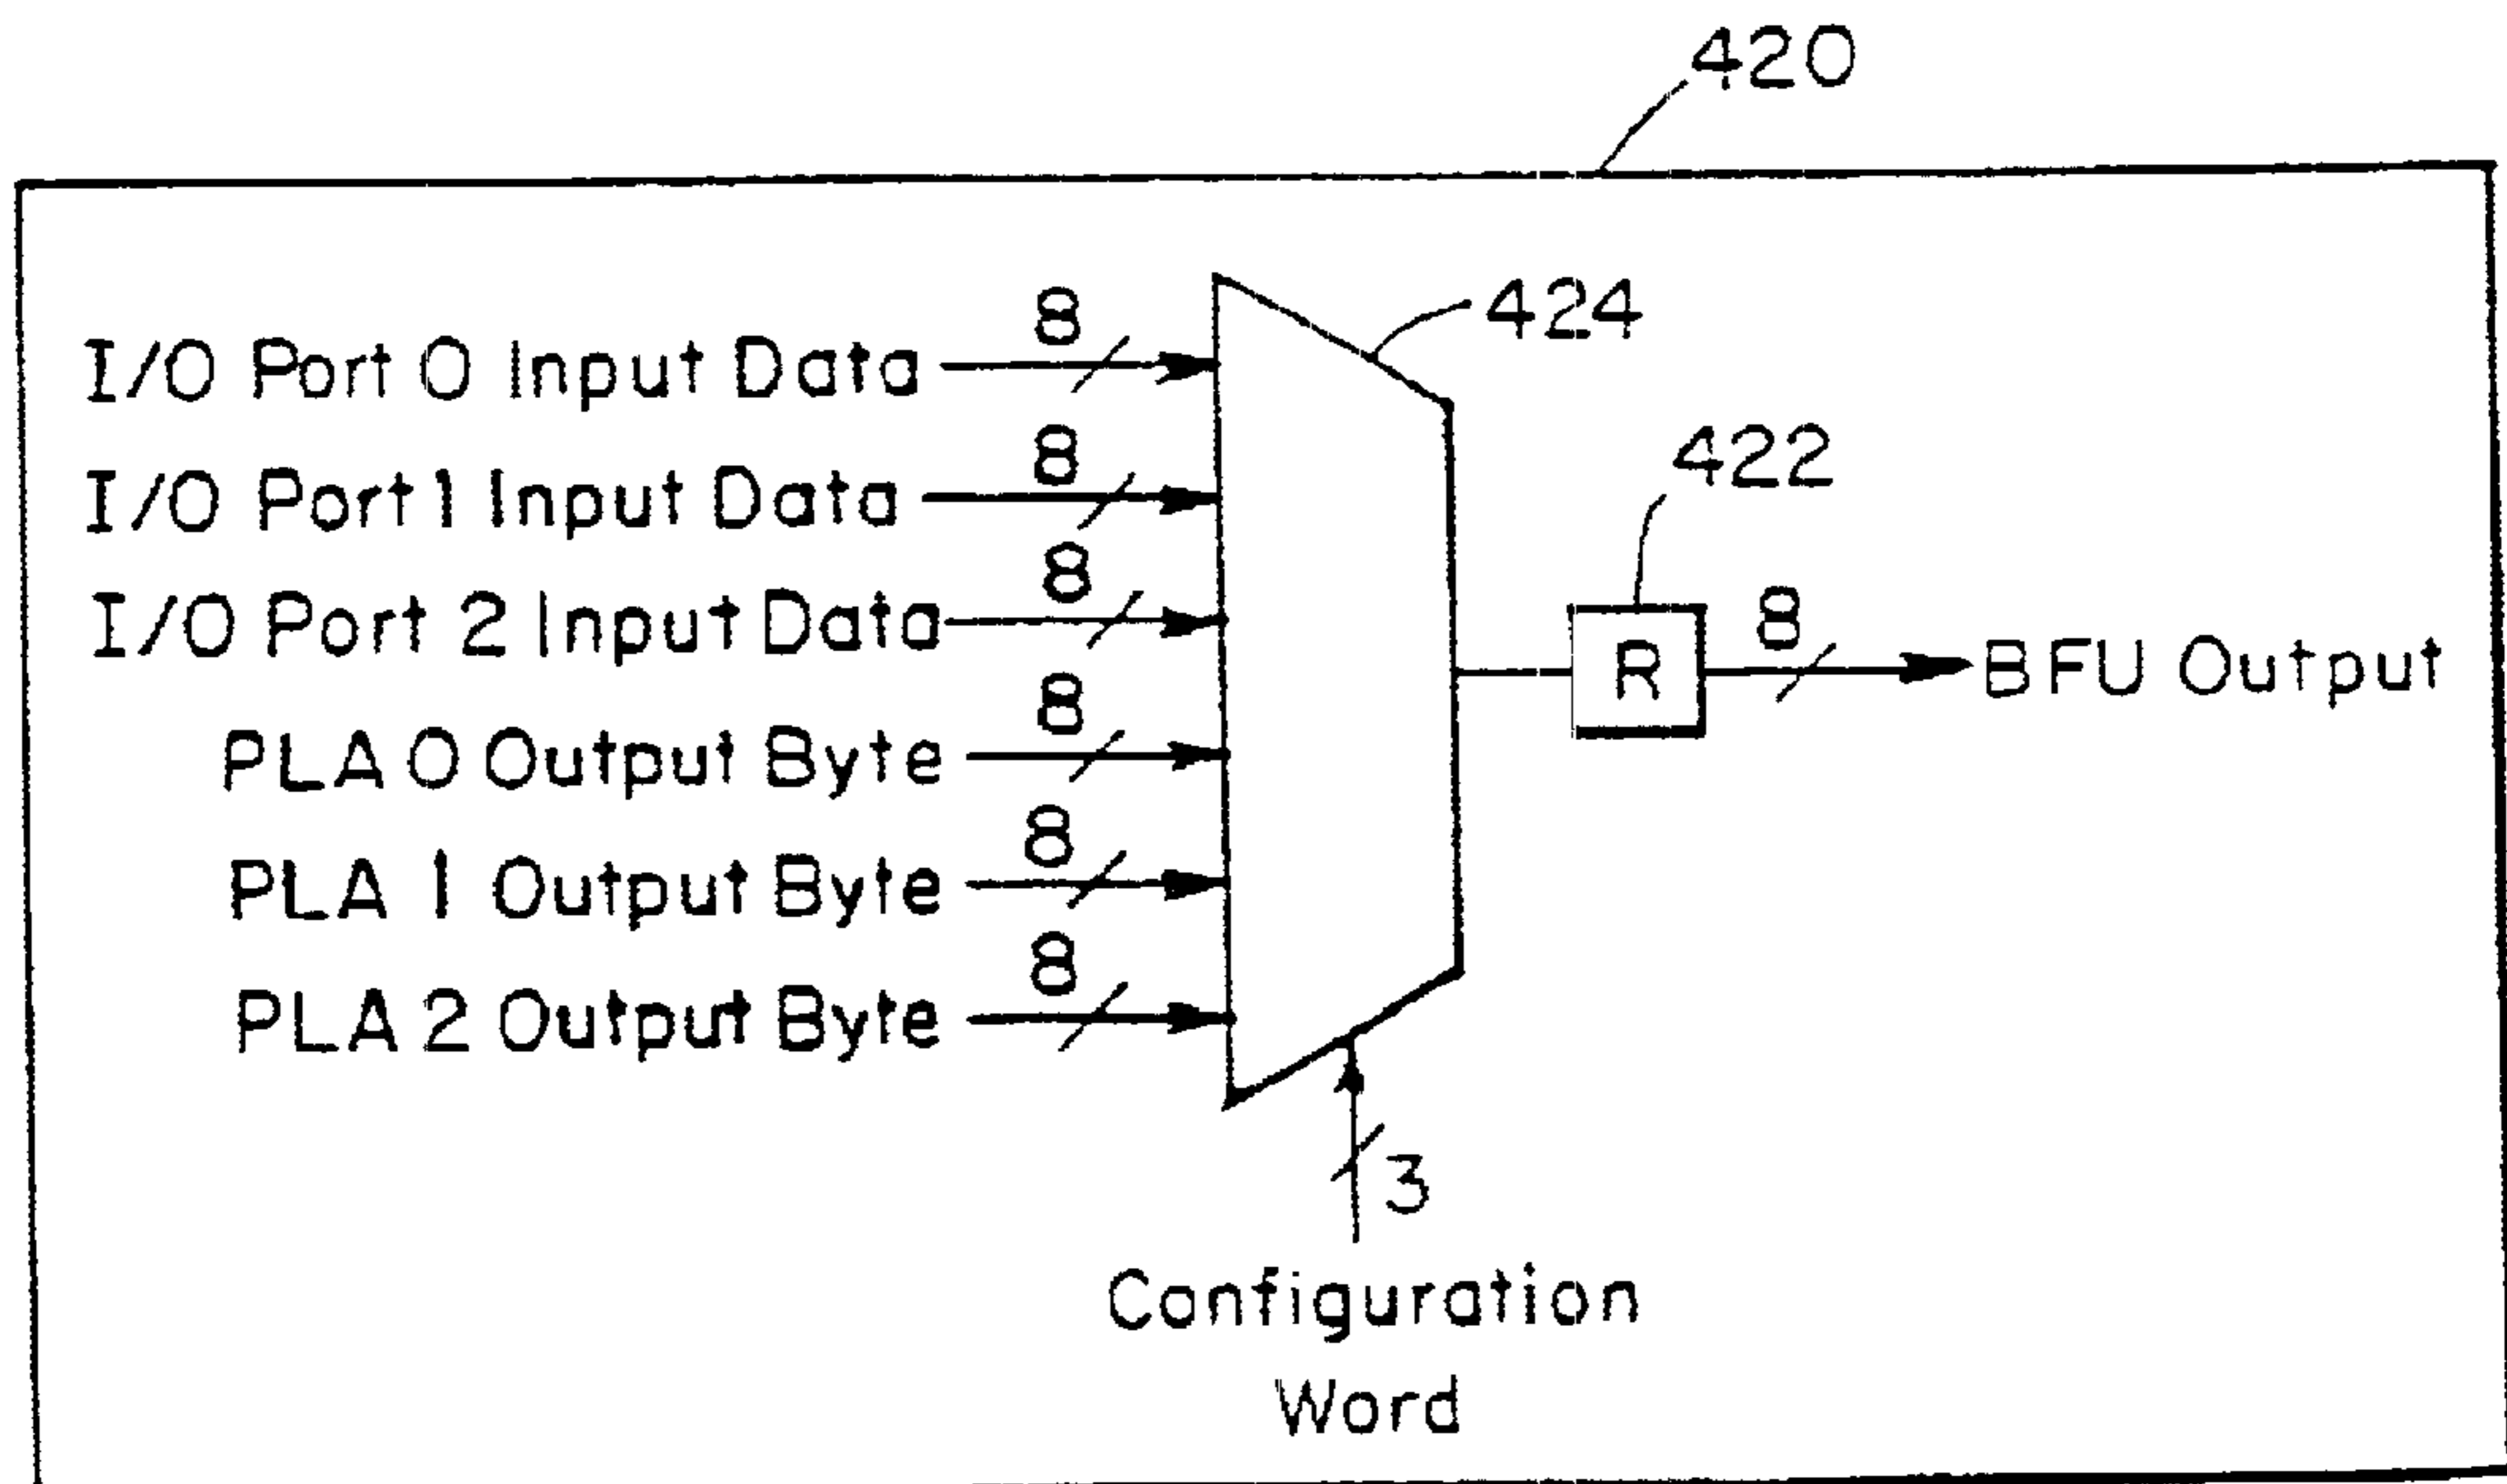 420
8
424
I/O Port 0 Input Data
8
422
I/O Port 1 Input Data
8
I/O Port 2 Input Data
8
R
BFU Output
8
PLA 0 Output Byte
8
PLA 1 Output Byte
8
PLA 2 Output Byte
3
Configuration
Word